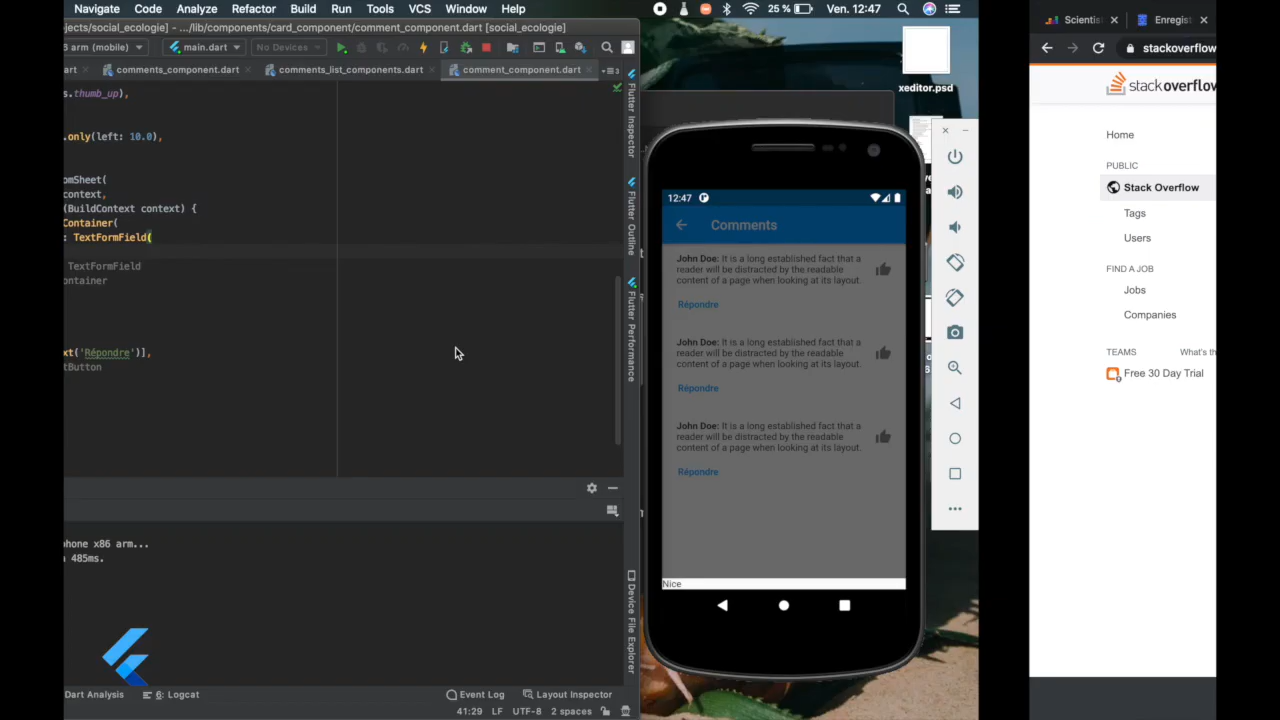 Navigate Code Analyze Refactor Build Run Tools VCS Window Help
25 % Ven. 12:47
jects/social_ecologie] - .../lib/components/card_component/comment_component.dart [social_ecologie]
arm (mobile) main.dart No Devices
art comments_component.dart comments_list_components.dart comment_component.dart
s.thumb_up),
.only(left: 10.0),
omSheet(
context,
(BuildContext context) {
Container(
: TextFormField(
TextFormField
ontainer
xt('Répondre')],
tButton
Flutter Inspector
Flutter Outline
Flutter Performance
Device File Explorer
phone x86 arm...
n 485ms.
Dart Analysis 6: Logcat Event Log Layout Inspector
41:29 LF UTF-8 2 spaces
xeditor.psd
12:47
Comments
John Doe: It is a long established fact that a
reader will be distracted by the readable
content of a page when looking at its layout.
Répondre
John Doe: It is a long established fact that a
reader will be distracted by the readable
content of a page when looking at its layout.
Répondre
John Doe: It is a long established fact that a
reader will be distracted by the readable
content of a page when looking at its layout.
Répondre
Nice
Scientis Enregist
stackoverflow
stackoverflow
Home
PUBLIC
Stack Overflow
Tags
Users
FIND A JOB
Jobs
Companies
TEAMS What's th
Free 30 Day Trial